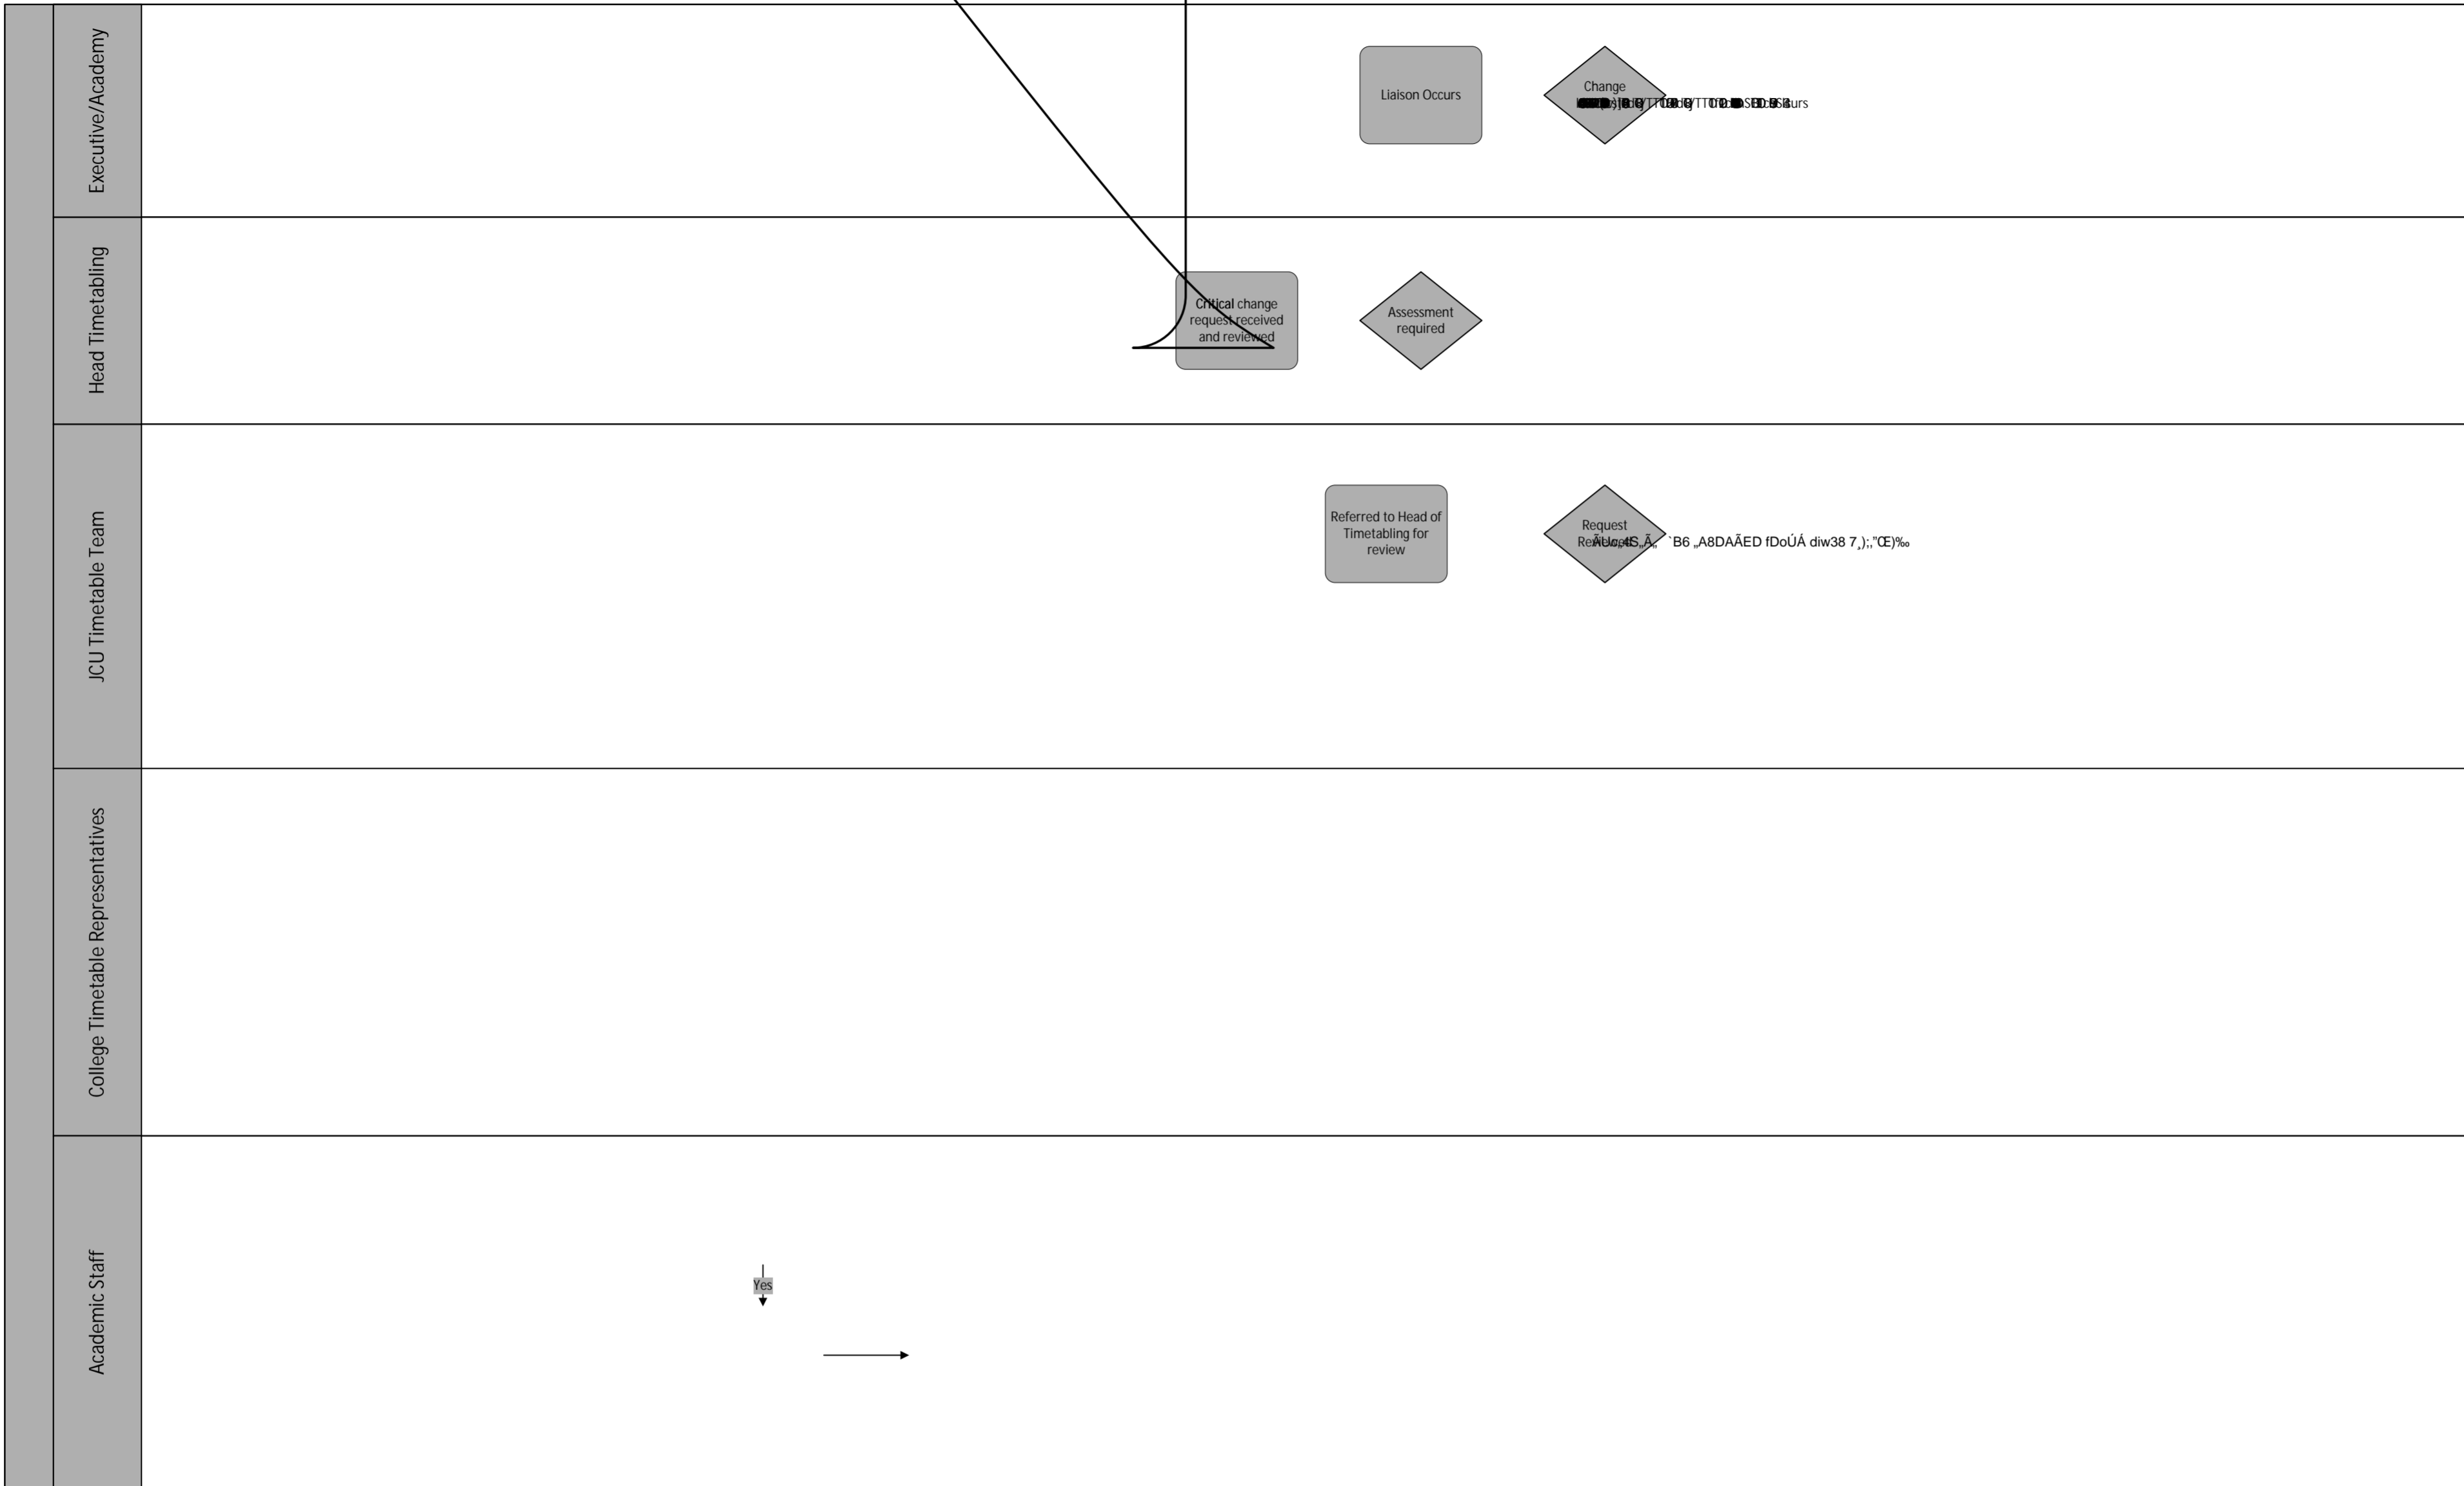 Executive/Academy
Liaison Occurs
Change
Head Timetabling
Critical change
request received
and reviewed
Assessment
required
JCU Timetable Team
Referred to Head of
Timetabling for
review
Request
College Timetable Representatives
Academic Staff
Yes